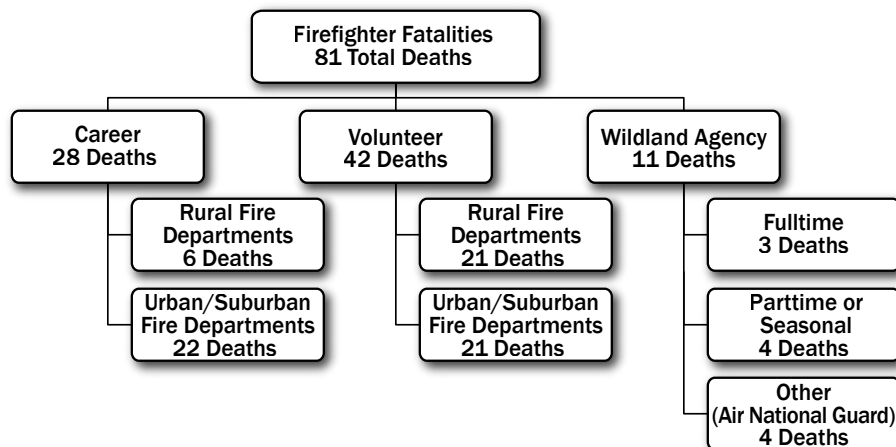 Firefighter Fatalities
81 Total Deaths
Career
28 Deaths
Volunteer
42 Deaths
Wildland Agency
11 Deaths
Rural Fire
Departments
6 Deaths
Urban/Suburban
Fire Departments
22 Deaths
Rural Fire
Departments
21 Deaths
Urban/Suburban
Fire Departments
21 Deaths
Fulltime
3 Deaths
Parttime or
Seasonal
4 Deaths
Other
(Air National Guard)
4 Deaths